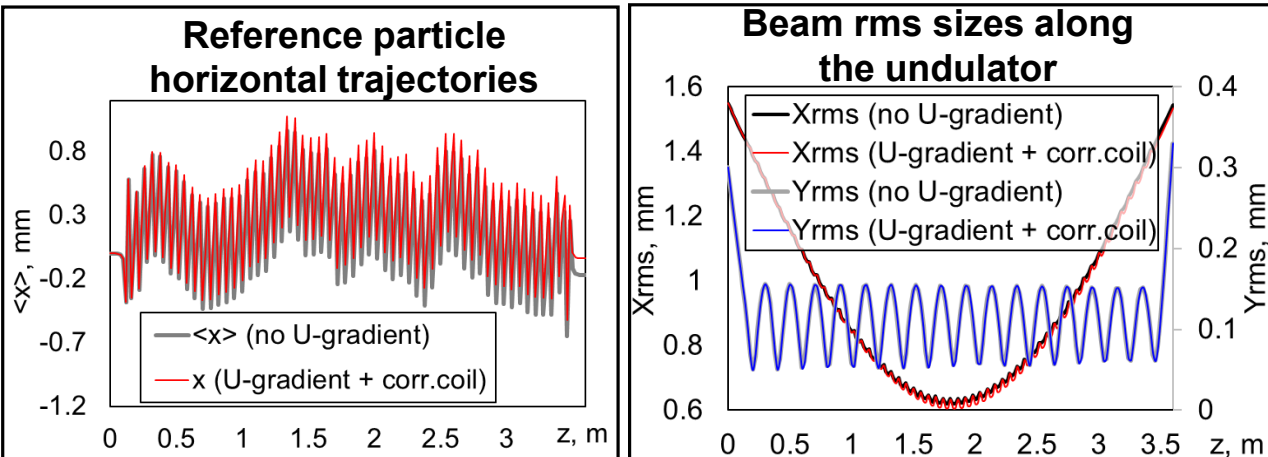 Reference particle
horizontal trajectories
0.8
0.3
-0.2
-0.7
-1.2
<x>, mm
<x> (no U-gradient)
x (U-gradient + corr.coil)
0 0.5 1 1.5 2 2.5 3 z, m
Beam rms sizes along
the undulator
1.6
1.4
1.2
1
0.8
0.6
Xrms, mm
Xrms (no U-gradient)
Xrms (U-gradient + corr.coil)
Yrms (no U-gradient)
Yrms (U-gradient + corr.coil)
0.4
0.3
0.2
0.1
0
Yrms, mm
0 0.5 1 1.5 2 2.5 3 3.5 z, m